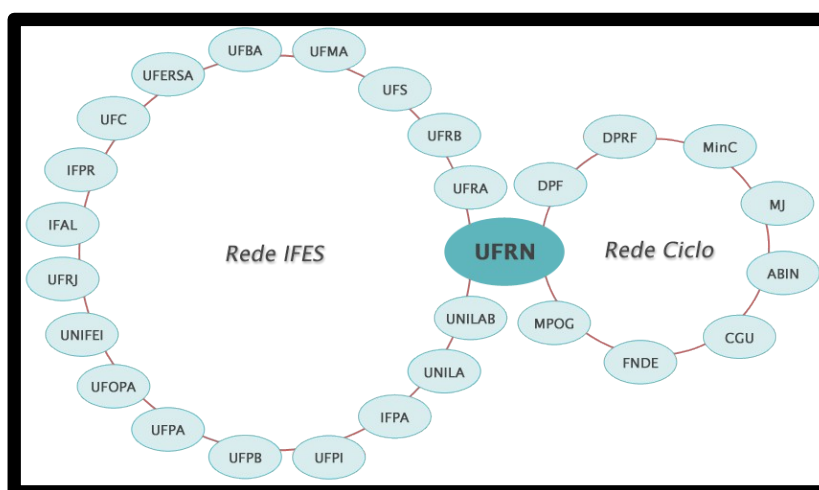 UFBA
UFMA
UFERSA
UFS
UFC
UFRB
IFPR
UFRA
IFAL
Rede IFES
UFRJ
UNIFEI
UNILAB
UFOPA
UNILA
UFPA
IFPA
UFPB
UFPI
UFRN
DPRF
MinC
DPF
MJ
Rede Ciclo
ABIN
MPOG
CGU
FNDE